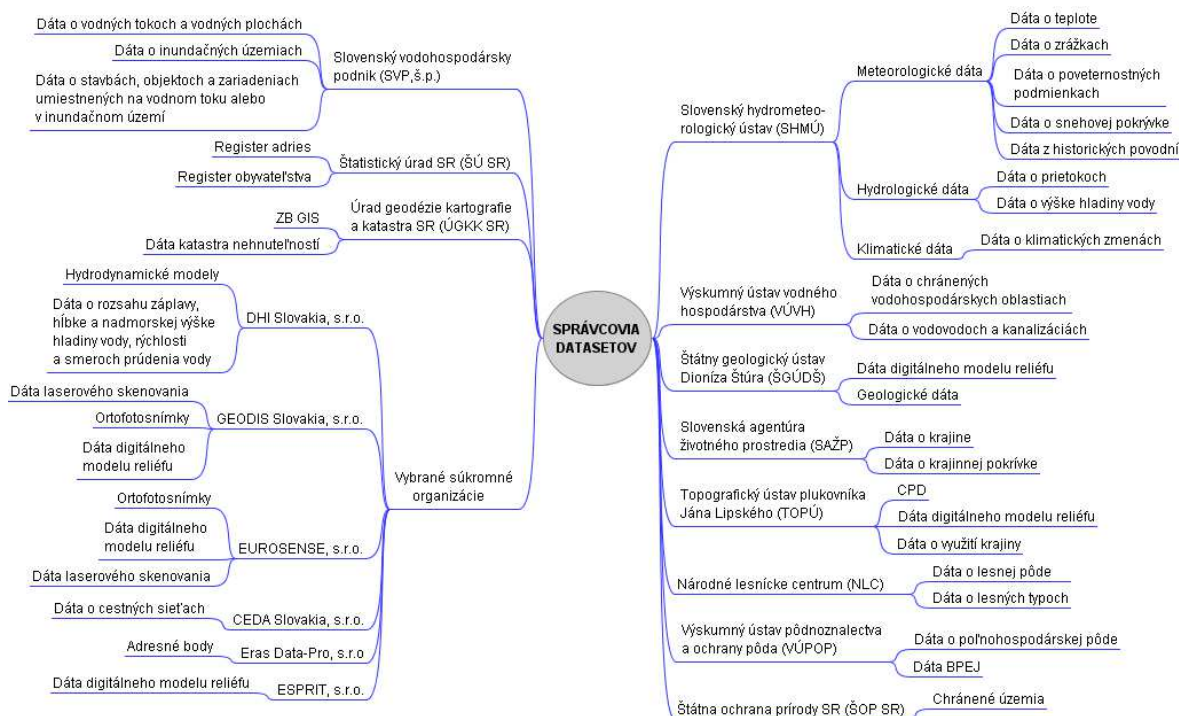 Dáta o vodných tokoch a vodných plochách
Dáta o inundačných územiach
Dáta o stavbách, objektoch a zariadeniach
umiestnených na vodnom toku alebo
v inundačnom území
Slovenský vodohospodársky
podnik (SVP,š.p.)
Register adries
Register obyvateľstva
Štatistický úrad SR (ŠÚ SR)
ZB GIS
Dáta katastra nehnuteľností
Úrad geodézie kartografie
a katastra SR (ÚGKK SR)
Hydrodynamické modely
Dáta o rozsahu záplavy,
hĺbke a nadmorskej výške
hladiny vody, rýchlosti
a smeroch prúdenia vody
DHI Slovakia, s.r.o.
Dáta laserového skenovania
Ortofotosnímky
Dáta digitálneho
modelu reliéfu
GEODIS Slovakia, s.r.o.
Ortofotosnímky
Dáta digitálneho
modelu reliéfu
Dáta laserového skenovania
EUROSENSE, s.r.o.
Dáta o cestných sieťach
CEDA Slovakia, s.r.o.
Adresné body
Eras Data-Pro, s.r.o
Dáta digitálneho modelu reliéfu
ESPRIT, s.r.o.
Vybrané súkromné
organizácie
SPRÁVCOVIA
DATASETOV
Slovenský hydrometeo-
rologický ústav (SHMÚ)
Meteorologické dáta
Dáta o teplote
Dáta o zrážkach
Dáta o poveternostných
podmienkach
Dáta o snehovej pokrývke
Dáta z historických povodní
Hydrologické dáta
Dáta o prietokoch
Dáta o výške hladiny vody
Klimatické dáta
Dáta o klimatických zmenách
Výskumný ústav vodného
hospodárstva (VÚVH)
Dáta o chránených
vodohospodárskych oblastiach
Dáta o vodovodoch a kanalizáciách
Štátny geologický ústav
Dioníza Štúra (ŠGÚDŠ)
Dáta digitálneho modelu reliéfu
Geologické dáta
Slovenská agentúra
životného prostredia (SAŽP)
Dáta o krajine
Dáta o krajinnej pokrívke
Topografický ústav plukovníka
Jána Lipského (TOPÚ)
CPD
Dáta digitálneho modelu reliéfu
Dáta o využití krajiny
Národné lesnícke centrum (NLC)
Dáta o lesnej pôde
Dáta o lesných typoch
Výskumný ústav pôdnoznalectva
a ochrany pôda (VÚPOP)
Dáta o poľnohospodárskej pôde
Dáta BPEJ
Štátna ochrana prírody SR (ŠOP SR)
Chránené územia